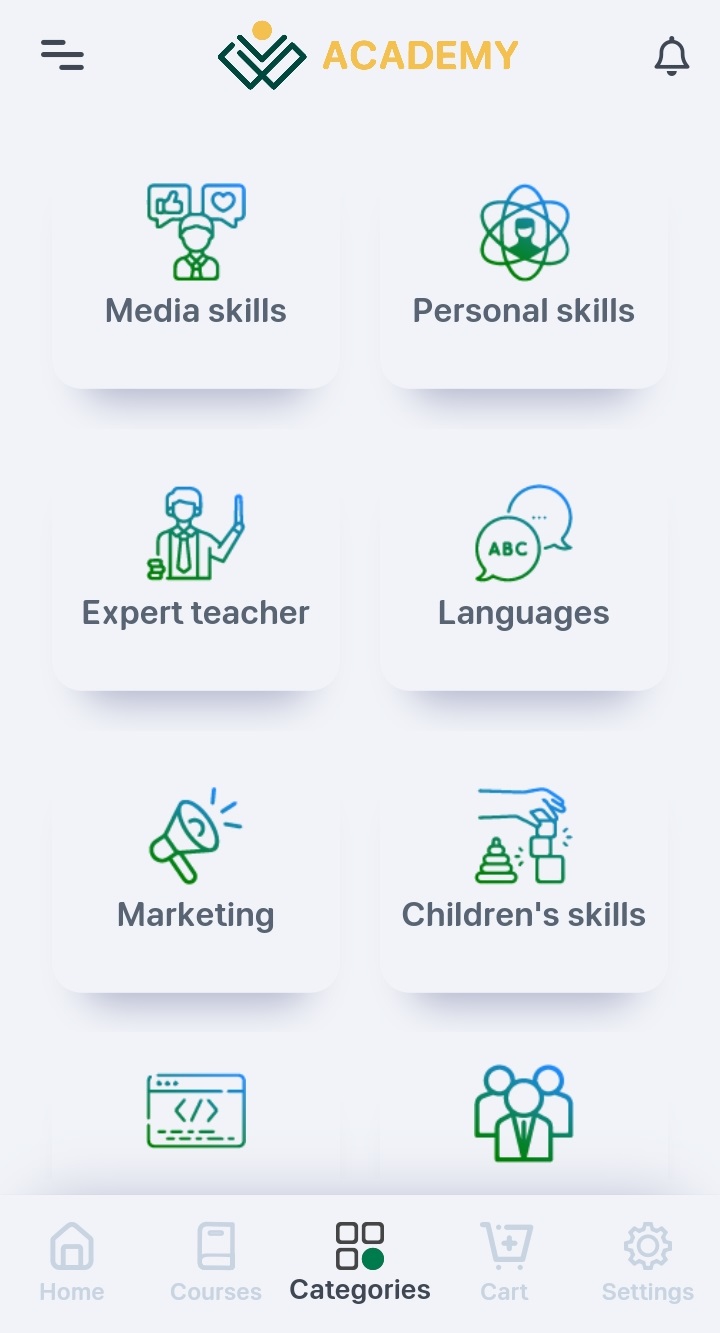 ACADEMY
Media skills
Personal skills
Expert teacher
ABC
Languages
Marketing
Children's skills
Home
Courses
Categories
Cart
Settings